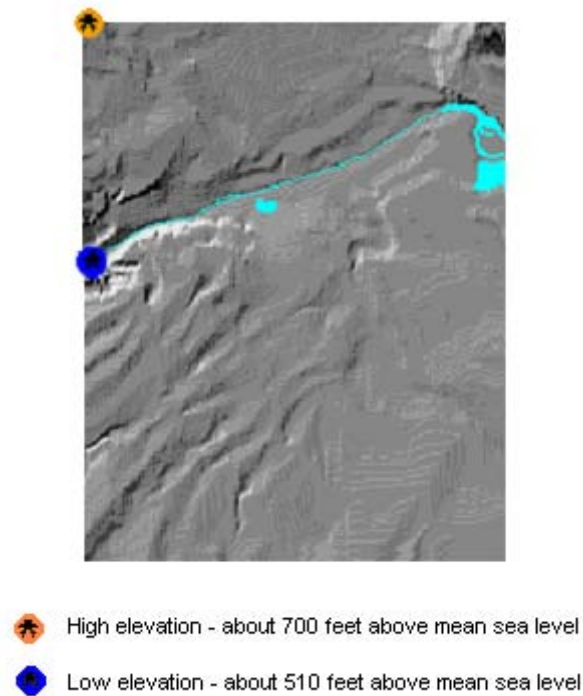 High elevation - about 700 feet above mean sea level
Low elevation - about 510 feet above mean sea level